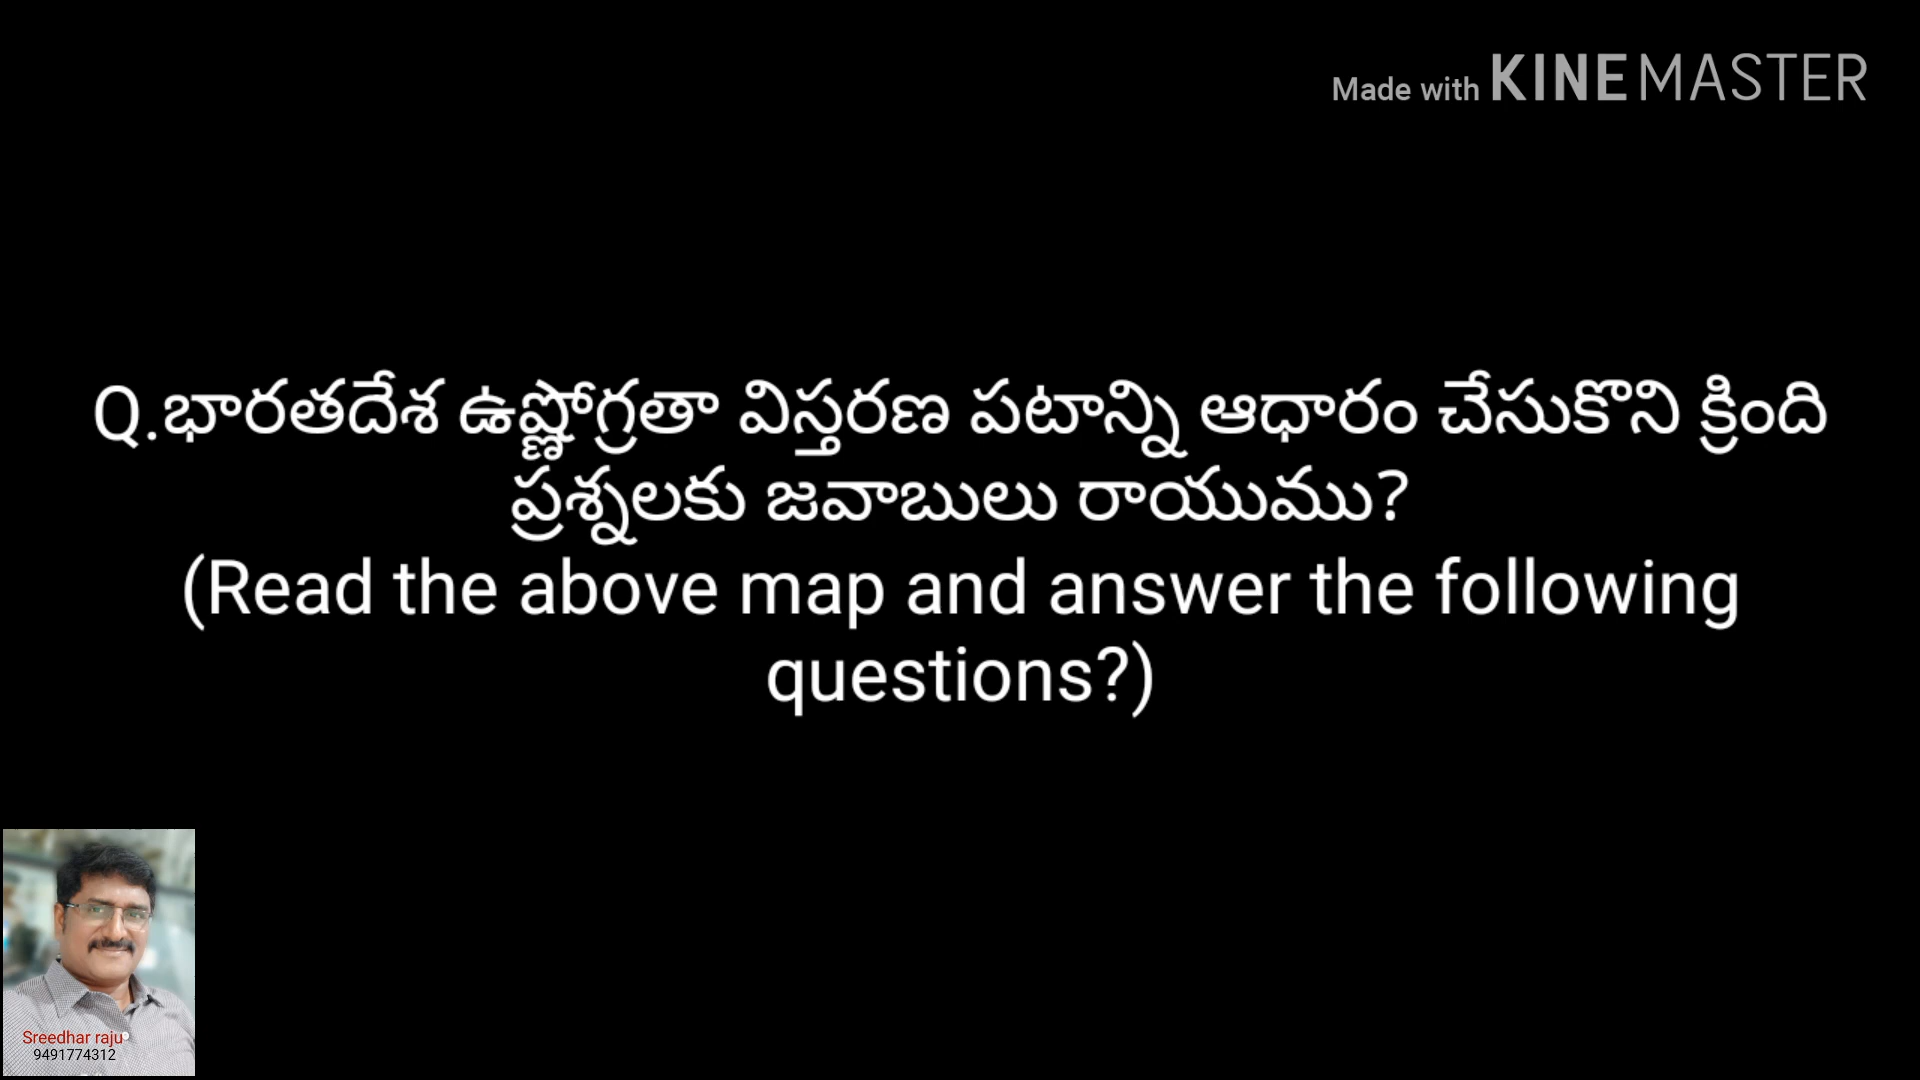 Made with KINEMASTER
Q.భారతదేశ ఉష్ణోగ్రతా విస్తరణ పటాన్ని ఆధారం చేసుకొని క్రింది
ప్రశ్నలకు జవాబులు రాయుము?
(Read the above map and answer the following
questions?)
Sreedhar raju
9491774312